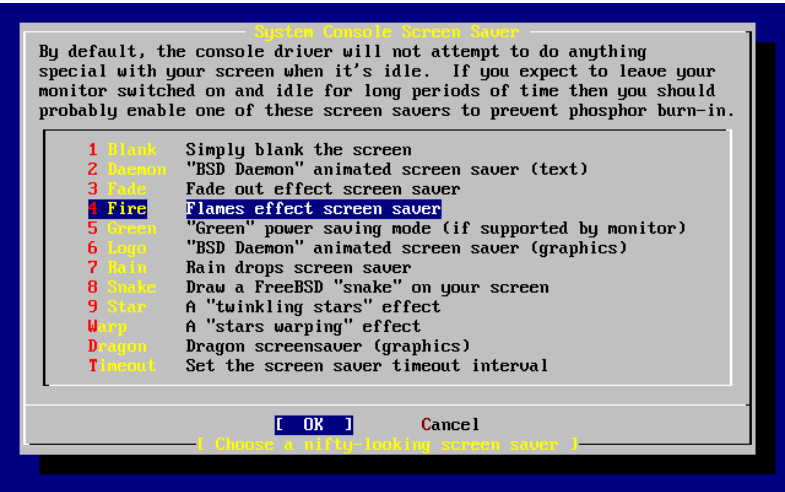 System Console Screen Saver
By default, the console driver will not attempt to do anything
special with your screen when it's idle.  If you expect to leave your
monitor switched on and idle for long periods of time then you should
probably enable one of these screen savers to prevent phosphor burn-in.
1 Blank    Simply blank the screen
2 Daemon   "BSD Daemon" animated screen saver (text)
3 Fade     Fade out effect screen saver
4 Fire     Flames effect screen saver
5 Green    "Green" power saving mode (if supported by monitor)
6 Logo     "BSD Daemon" animated screen saver (graphics)
7 Rain     Rain drops screen saver
8 Snake    Draw a FreeBSD "snake" on your screen
9 Star     A "twinkling stars" effect
Warp       A "stars warping" effect
Dragon     Dragon screensaver (graphics)
Timeout    Set the screen saver timeout interval
[  OK  ]       Cancel
[ Choose a nifty-looking screen saver ]